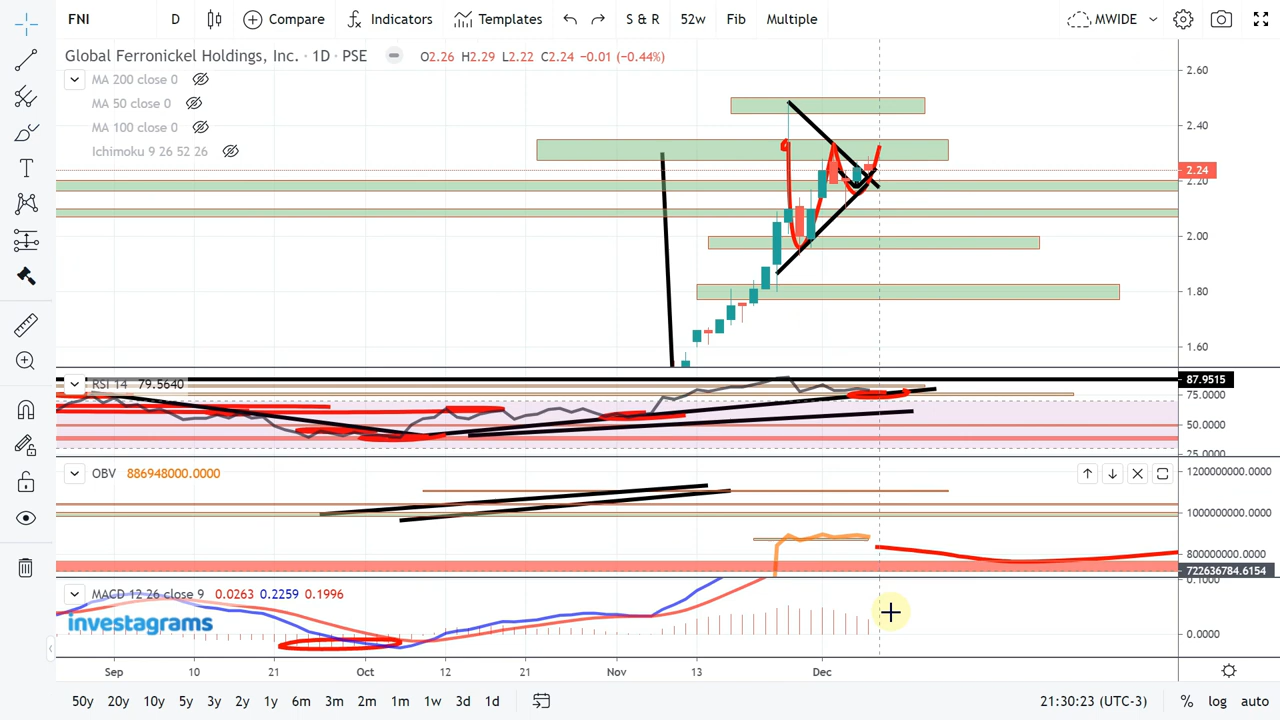 FNI D Compare Indicators Templates S & R 52w Fib Multiple MWIDE
Global Ferronickel Holdings, Inc. · 1D · PSE O2.26 H2.29 L2.22 C2.24 −0.01 (−0.44%)
MA 200 close 0
MA 50 close 0
MA 100 close 0
Ichimoku 9 26 52 26
2.60
2.40
2.24
2.20
2.00
1.80
1.60
RSI 14 79.5640
87.9515
75.0000
50.0000
25.0000
OBV 886948000.0000
1200000000.0000
1000000000.0000
800000000.0000
722636784.6154
MACD 12 26 close 9 0.0263 0.2259 0.1996
0.1000
0.0000
investagrams
Sep 10 21 Oct 12 21 Nov 13 Dec
50y 20y 10y 5y 3y 2y 1y 6m 3m 2m 1m 1w 3d 1d 21:30:23 (UTC-3) % log auto